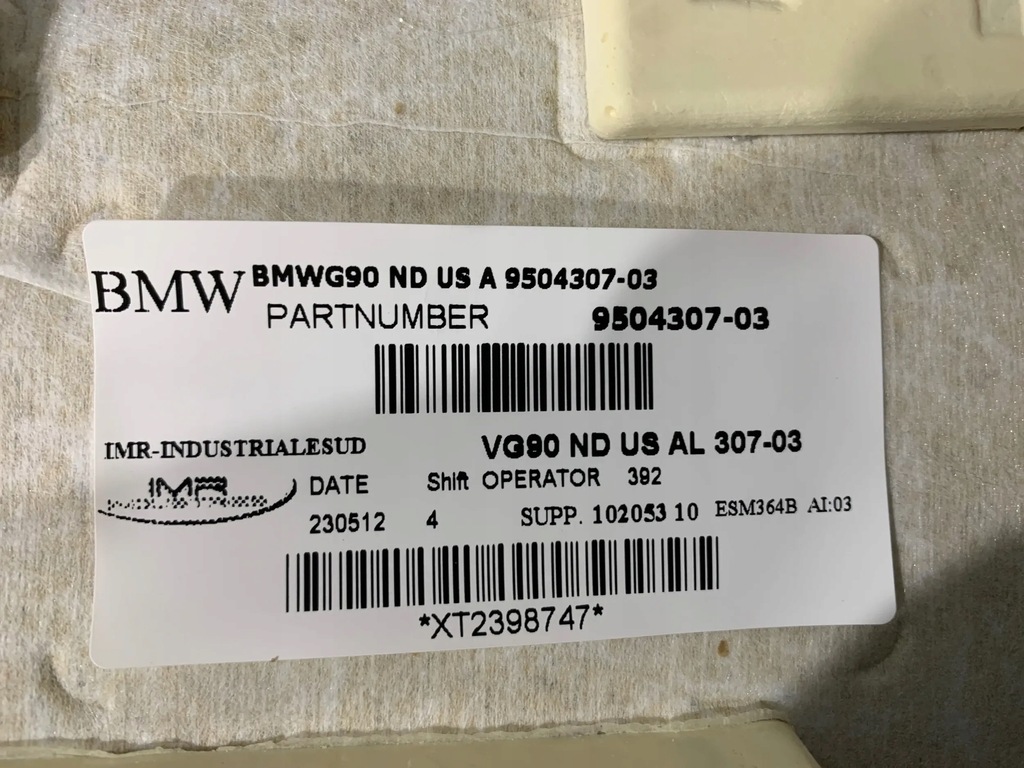 BMW BMWG90 ND US A 9504307-03
PARTNUMBER 9504307-03
IMR-INDUSTRIALESUD VG90 ND US AL 307-03
IMR DATE Shift OPERATOR 392
230512 4 SUPP. 102053 10 ESM364B AI:03
*XT2398747*